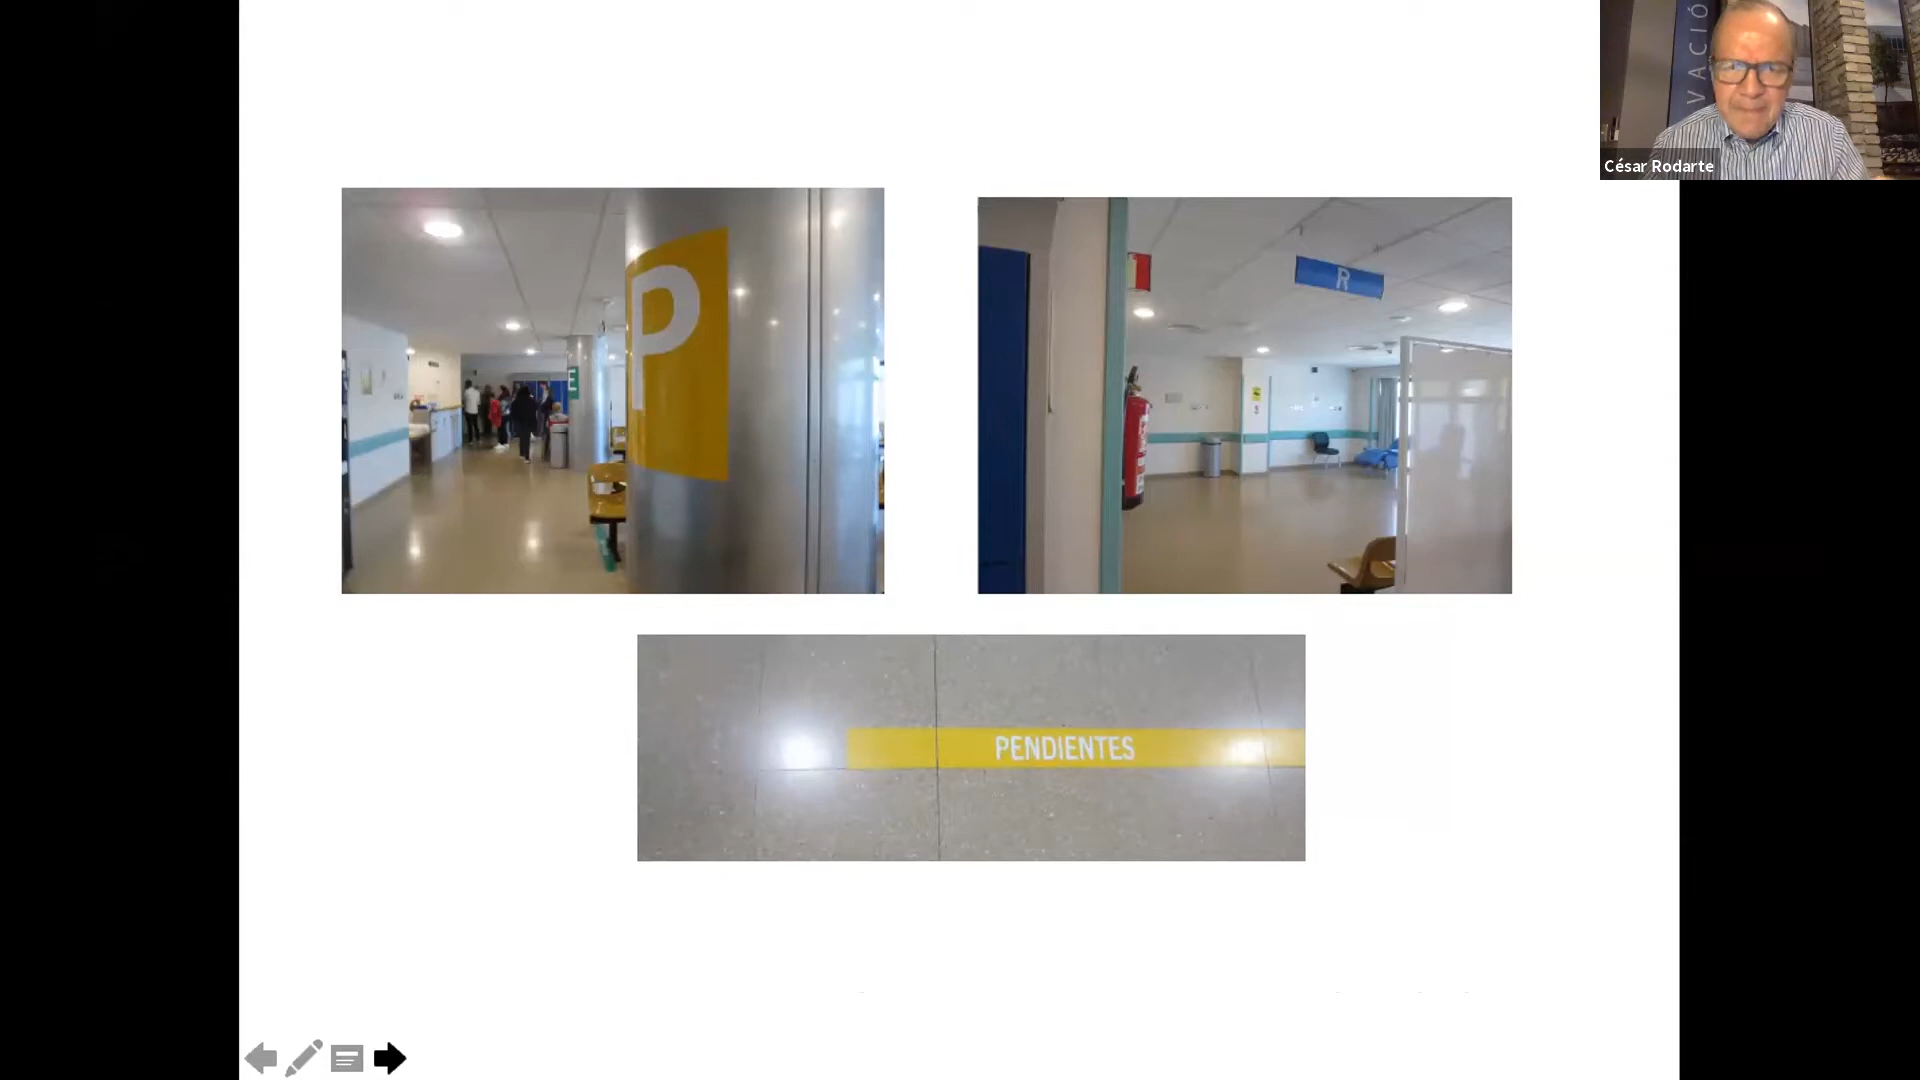 VACIÓ
César Rodarte
P
E
R
PENDIENTES